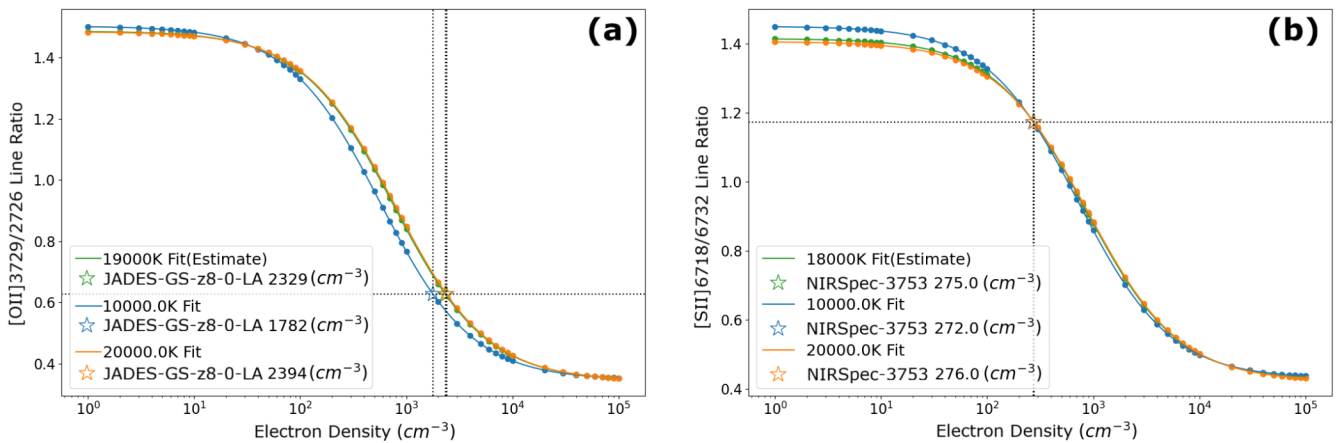 (a)
1.4
1.2
1.0
0.8
0.6
0.4
[OII]3729/2726 Line Ratio
19000K Fit(Estimate)
JADES-GS-z8-0-LA 2329 (cm⁻³)
10000.0K Fit
JADES-GS-z8-0-LA 1782 (cm⁻³)
20000.0K Fit
JADES-GS-z8-0-LA 2394 (cm⁻³)
10⁰ 10¹ 10² 10³ 10⁴ 10⁵
Electron Density (cm⁻³)
(b)
1.4
1.2
1.0
0.8
0.6
0.4
[SII]6718/6732 Line Ratio
18000K Fit(Estimate)
NIRSpec-3753 275.0 (cm⁻³)
10000.0K Fit
NIRSpec-3753 272.0 (cm⁻³)
20000.0K Fit
NIRSpec-3753 276.0 (cm⁻³)
10⁰ 10¹ 10² 10³ 10⁴ 10⁵
Electron Density (cm⁻³)